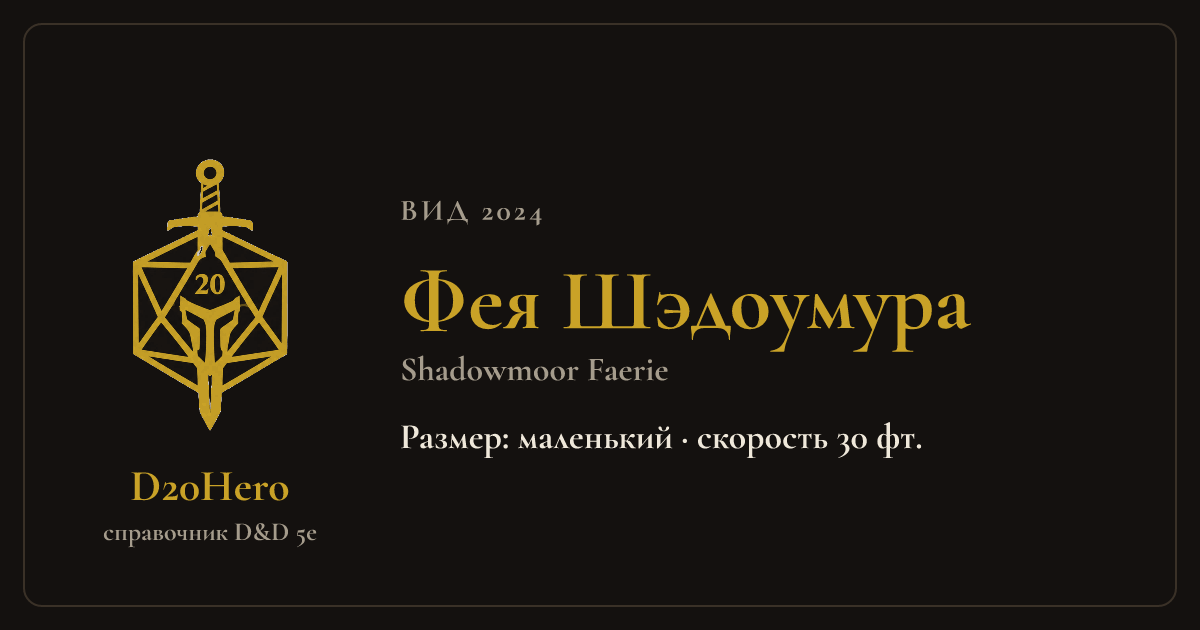 20
D20Hero
справочник D&D 5e
ВИД 2024
Фея Шэдоумура
Shadowmoor Faerie
Размер: маленький · скорость 30 фт.